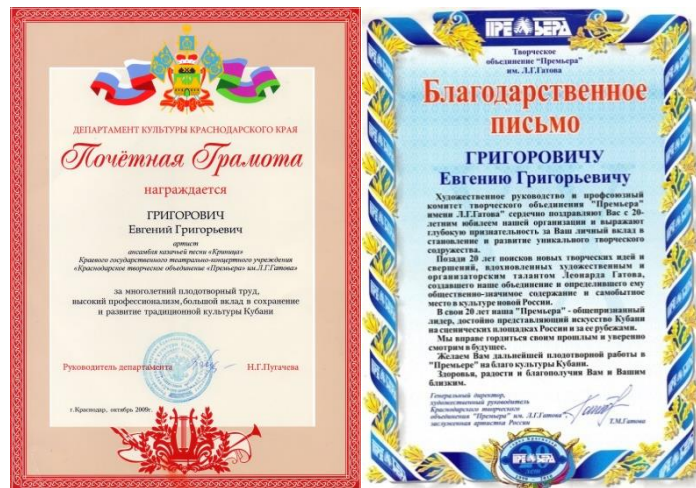 ДЕПАРТАМЕНТ КУЛЬТУРЫ КРАСНОДАРСКОГО КРАЯ
Почётная Грамота
награждается
ГРИГОРОВИЧ
Евгений Григорьевич
артист
ансамбля казачьей песни «Криница»
Краевого государственного театрально-концертного учреждения
«Краснодарское творческое объединение «Премьера» им.Л.Г.Гатова»
за многолетний плодотворный труд,
высокий профессионализм, большой вклад в сохранение
и развитие традиционной культуры Кубани
Руководитель департамента
Н.Г.Пугачева
г.Краснодар, октябрь 2009г.
ПРЕМЬЕРА
Творческое
объединение "Премьера"
им. Л.Г.Гатова
Благодарственное
письмо
ГРИГОРОВИЧУ
Евгению Григорьевичу
Художественное руководство и профсоюзный
комитет творческого объединения "Премьера"
имени Л.Г.Гатова" сердечно поздравляют Вас с 20-
летним юбилеем нашей организации и выражают
глубокую признательность за Ваш личный вклад в
становление и развитие уникального творческого
содружества.
Позади 20 лет поисков новых творческих идей и
свершений, вдохновленных художественным и
организаторским талантом Леонарда Гатова,
создавшего наше объединение и определившего ему
общественно-значимое содержание и самобытное
место в культуре новой России.
В свои 20 лет наша "Премьера" - общепризнанный
лидер, достойно представляющий искусство Кубани
на сценических площадках России и за ее рубежами.
Мы вправе гордиться своим прошлым и уверенно
смотрим в будущее.
Желаем Вам дальнейшей плодотворной работы в
"Премьере" на благо культуры Кубани.
Здоровья, радости и благополучия Вам и Вашим
близким.
Генеральный директор,
художественный руководитель
Краснодарского творческого
объединения "Премьера" им. Л.Г.Гатова
заслуженная артистка России
Т.М.Гатова
ПРЕМЬЕРА
20
лет